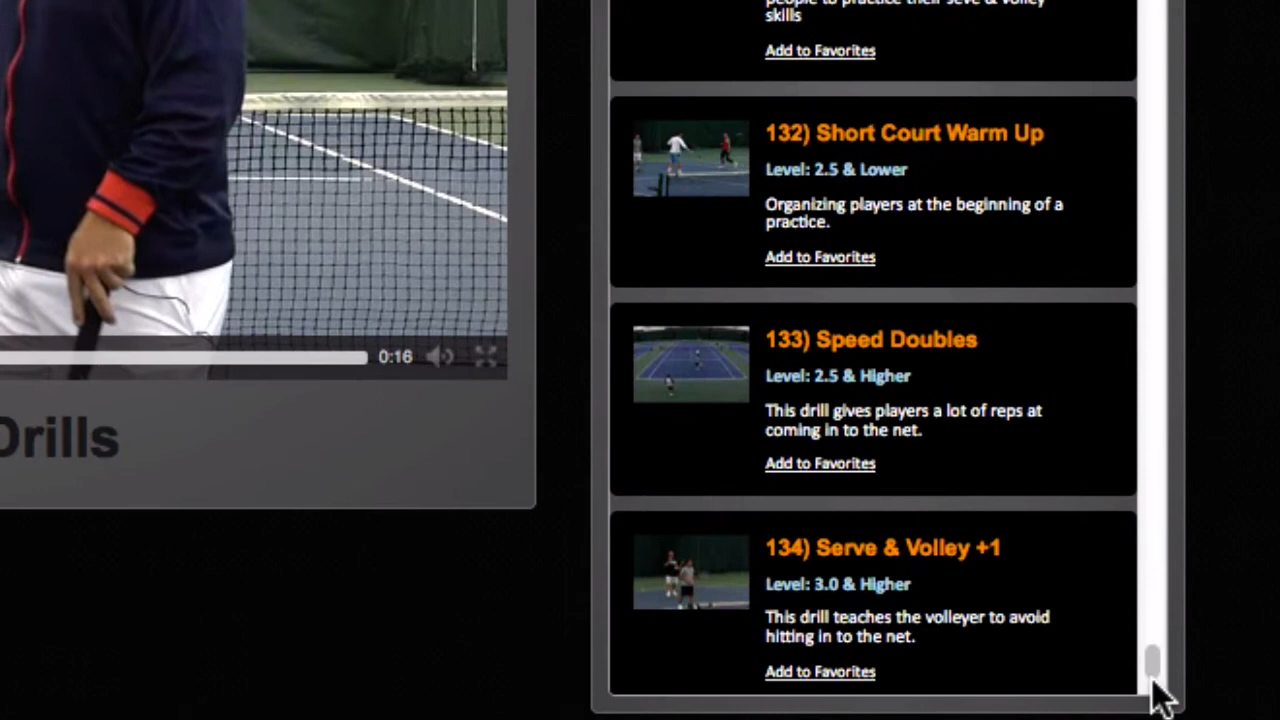 people to practice their seve & volley
skills
Add to Favorites
132) Short Court Warm Up
Level: 2.5 & Lower
Organizing players at the beginning of a
practice.
Add to Favorites
133) Speed Doubles
Level: 2.5 & Higher
This drill gives players a lot of reps at
coming in to the net.
Add to Favorites
134) Serve & Volley +1
Level: 3.0 & Higher
This drill teaches the volleyer to avoid
hitting in to the net.
Add to Favorites
0:16
Drills